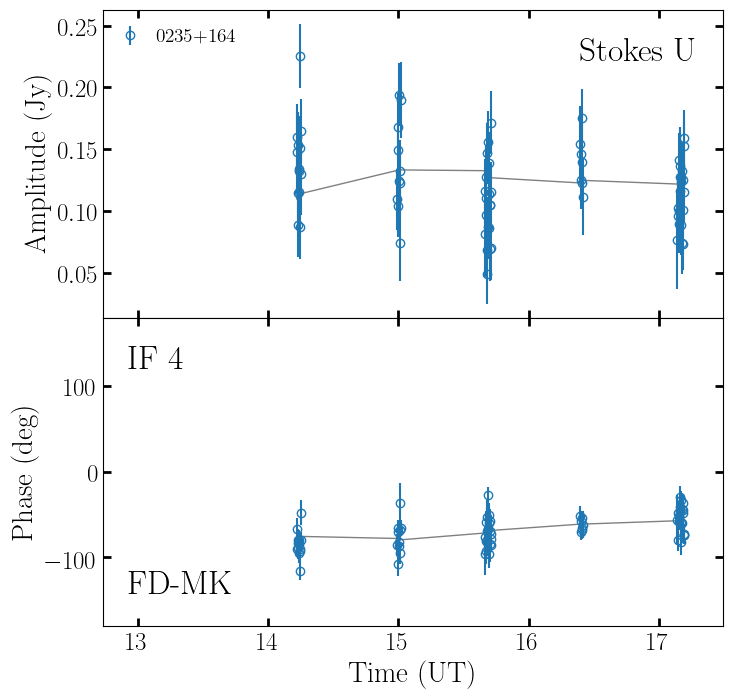 0235+164
Stokes U
0.25
0.20
0.15
0.10
0.05
Amplitude (Jy)
IF 4
100
0
−100
Phase (deg)
FD-MK
13 14 15 16 17
Time (UT)